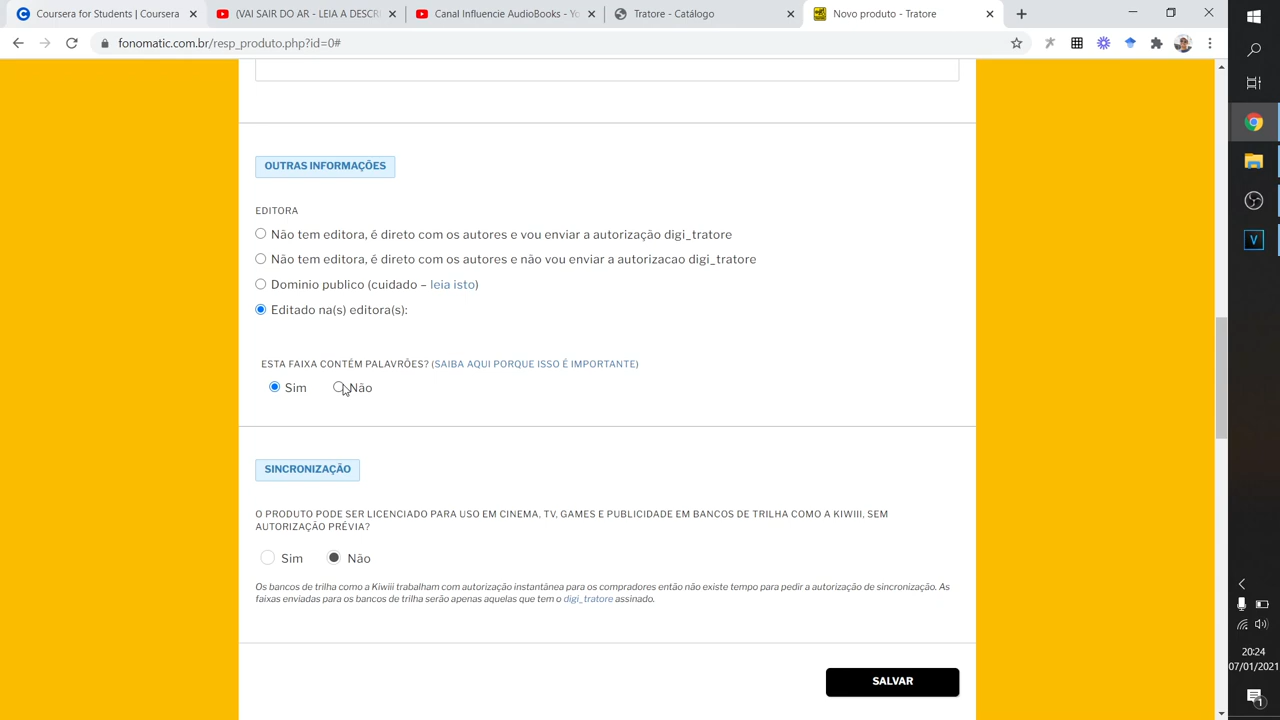 Coursera for Students | Coursera
(VAI SAIR DO AR - LEIA A DESCR
Canal Influencie AudioBooks - Yo
Tratore - Catálogo
Novo produto - Tratore
fonomatic.com.br/resp_produto.php?id=0#
OUTRAS INFORMAÇÕES
EDITORA
Não tem editora, é direto com os autores e vou enviar a autorização digi_tratore
Não tem editora, é direto com os autores e não vou enviar a autorizacao digi_tratore
Dominio publico (cuidado – leia isto)
Editado na(s) editora(s):
ESTA FAIXA CONTÉM PALAVRÕES? (SAIBA AQUI PORQUE ISSO É IMPORTANTE)
Sim Não
SINCRONIZAÇÃO
O PRODUTO PODE SER LICENCIADO PARA USO EM CINEMA, TV, GAMES E PUBLICIDADE EM BANCOS DE TRILHA COMO A KIWIII, SEM
AUTORIZAÇÃO PRÉVIA?
Sim Não
Os bancos de trilha como a Kiwiii trabalham com autorização instantânea para os compradores então não existe tempo para pedir a autorização de sincronização. As
faixas enviadas para os bancos de trilha serão apenas aquelas que tem o digi_tratore assinado.
SALVAR
20:24
07/01/2021
1